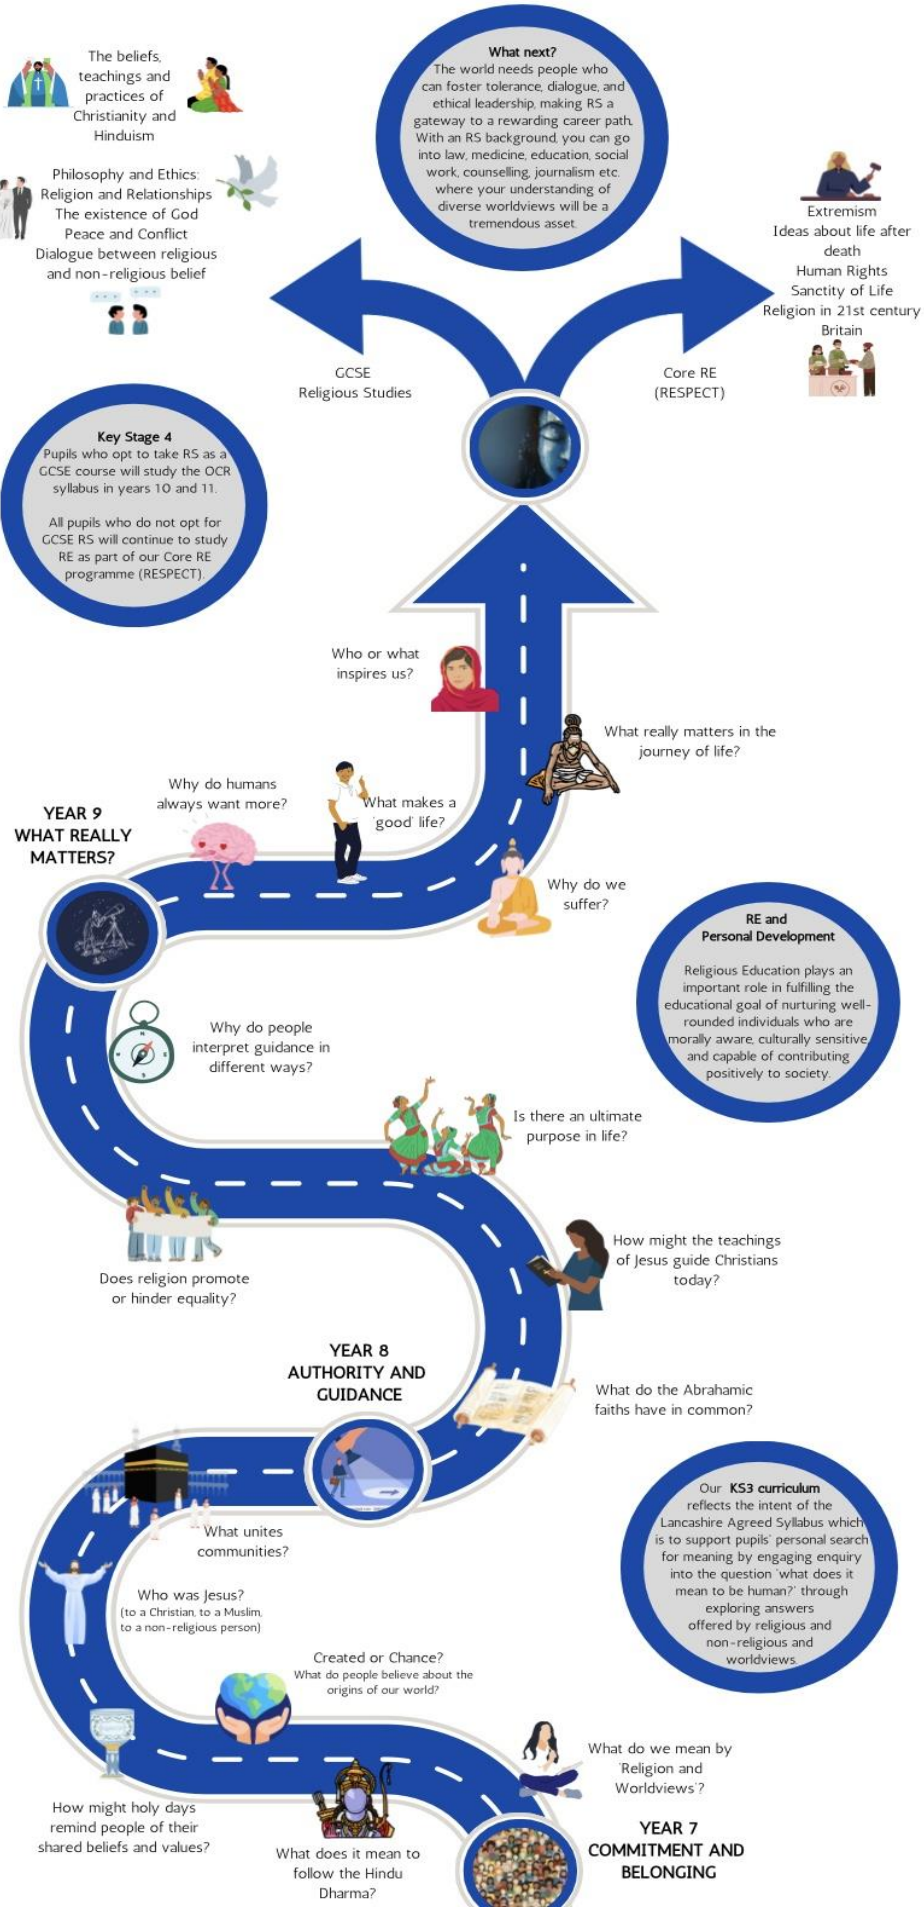 The beliefs,
teachings and
practices of
Christianity and
Hinduism
What next?
The world needs people who
can foster tolerance, dialogue, and
ethical leadership, making RS a
gateway to a rewarding career path.
With an RS background, you can go
into law, medicine, education, social
work, counselling, journalism etc.
where your understanding of
diverse worldviews will be a
tremendous asset.
Philosophy and Ethics:
Religion and Relationships
The existence of God
Peace and Conflict
Dialogue between religious
and non-religious belief
Extremism
Ideas about life after
death
Human Rights
Sanctity of Life
Religion in 21st century
Britain
GCSE
Religious Studies
Core RE
(RESPECT)
Key Stage 4
Pupils who opt to take RS as a
GCSE course will study the OCR
syllabus in years 10 and 11.
All pupils who do not opt for
GCSE RS will continue to study
RE as part of our Core RE
programme (RESPECT).
Who or what
inspires us?
What really matters in the
journey of life?
Why do humans
always want more?
What makes a
'good' life?
YEAR 9
WHAT REALLY
MATTERS?
Why do we
suffer?
RE and
Personal Development
Religious Education plays an
important role in fulfilling the
educational goal of nurturing well-
rounded individuals who are
morally aware, culturally sensitive,
and capable of contributing
positively to society.
N
S
Why do people
interpret guidance in
different ways?
Is there an ultimate
purpose in life?
How might the teachings
of Jesus guide Christians
today?
Does religion promote
or hinder equality?
YEAR 8
AUTHORITY AND
GUIDANCE
What do the Abrahamic
faiths have in common?
Our KS3 curriculum
reflects the intent of the
Lancashire Agreed Syllabus which
is to support pupils' personal search
for meaning by engaging enquiry
into the question 'what does it
mean to be human?' through
exploring answers
offered by religious and
non-religious and
worldviews.
What unites
communities?
Who was Jesus?
(to a Christian, to a Muslim,
to a non-religious person)
Created or Chance?
What do people believe about the
origins of our world?
What do we mean by
'Religion and
Worldviews'?
How might holy days
remind people of their
shared beliefs and values?
What does it mean to
follow the Hindu
Dharma?
YEAR 7
COMMITMENT AND
BELONGING